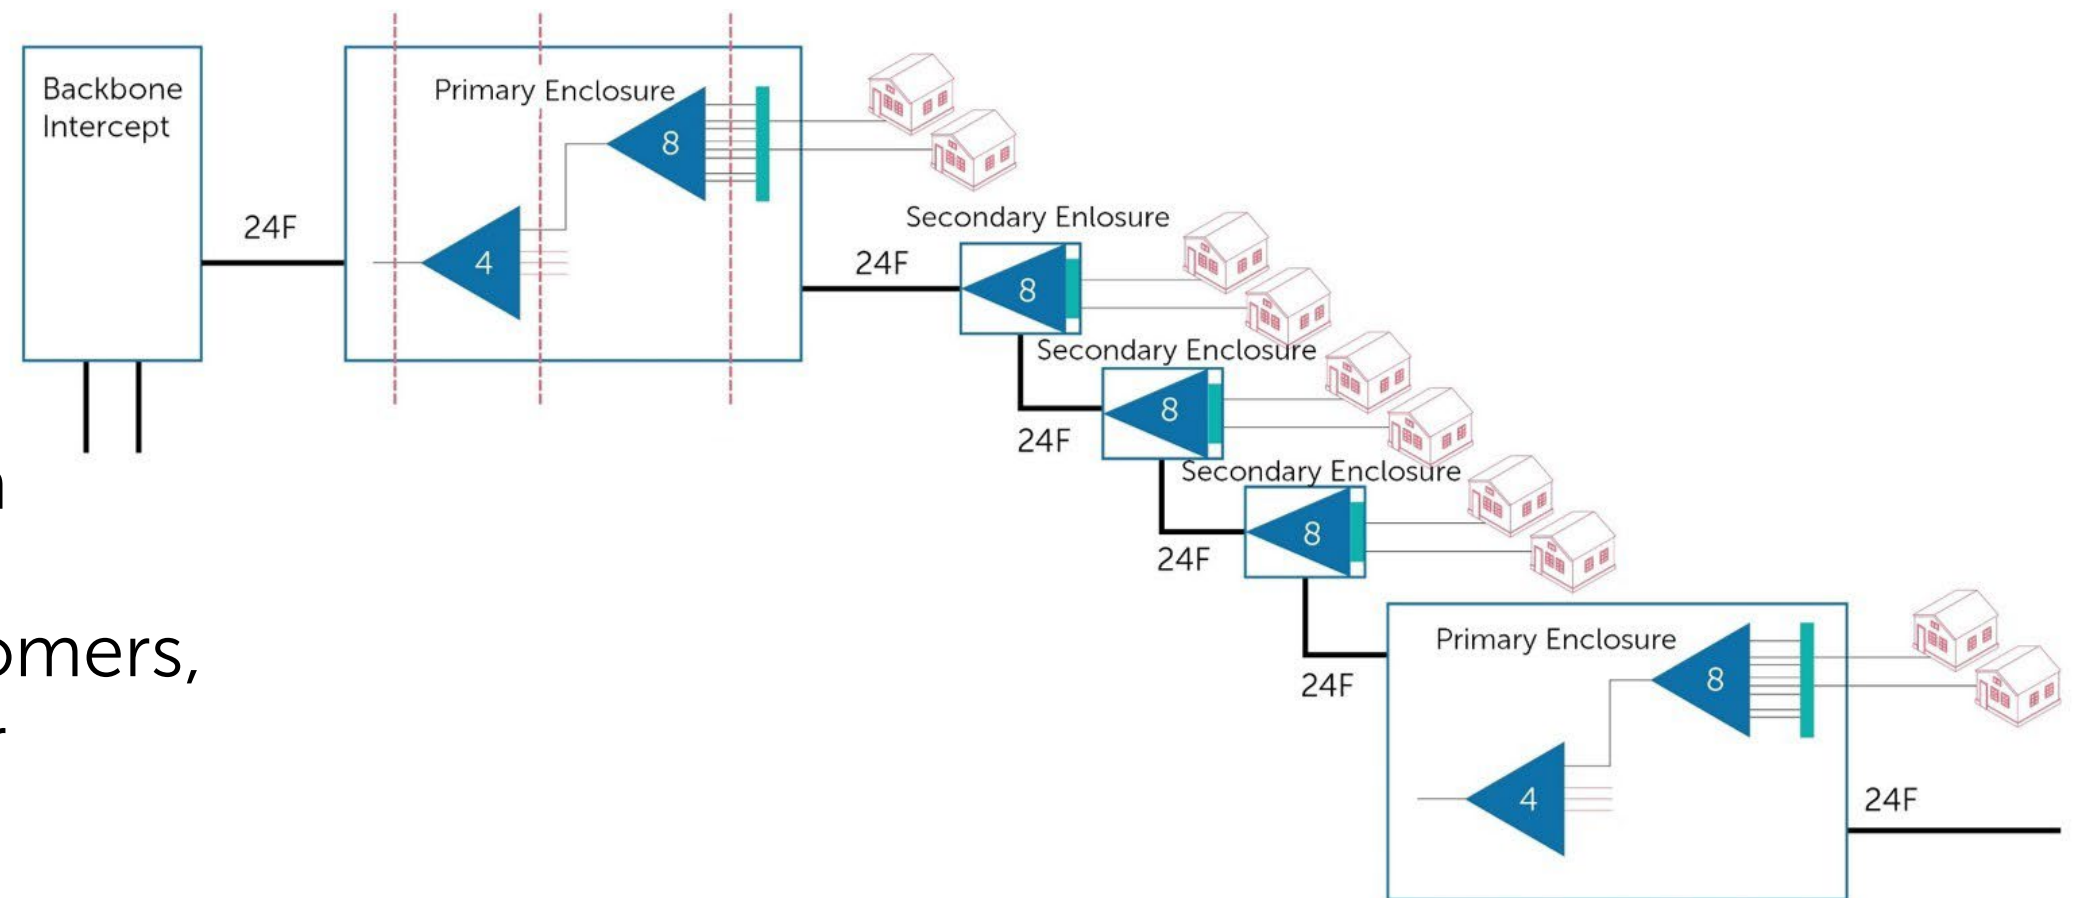 Backbone
Intercept
24F
Primary Enclosure
8
4
24F
Secondary Enlosure
8
Secondary Enclosure
8
24F
Secondary Enclosure
8
24F
24F
Primary Enclosure
8
4
24F
omers,